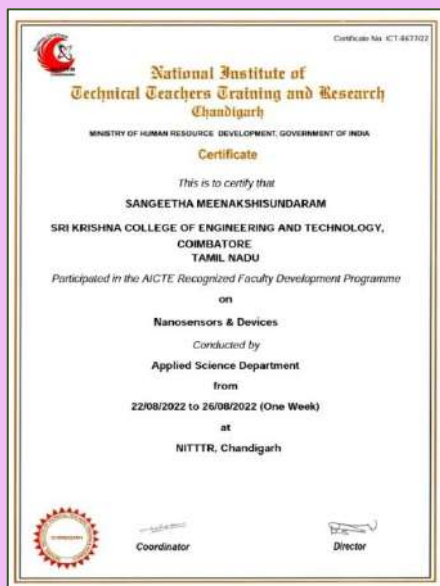 Certificate No. ICT-8677/22
National Institute of
Technical Teachers Training and Research
Chandigarh
MINISTRY OF HUMAN RESOURCE DEVELOPMENT, GOVERNMENT OF INDIA
Certificate
This is to certify that
SANGEETHA MEENAKSHISUNDARAM
SRI KRISHNA COLLEGE OF ENGINEERING AND TECHNOLOGY,
COIMBATORE
TAMIL NADU
Participated in the AICTE Recognized Faculty Development Programme
on
Nanosensors & Devices
Conducted by
Applied Science Department
from
22/08/2022 to 26/08/2022 (One Week)
at
NITTTR, Chandigarh
Coordinator
Director